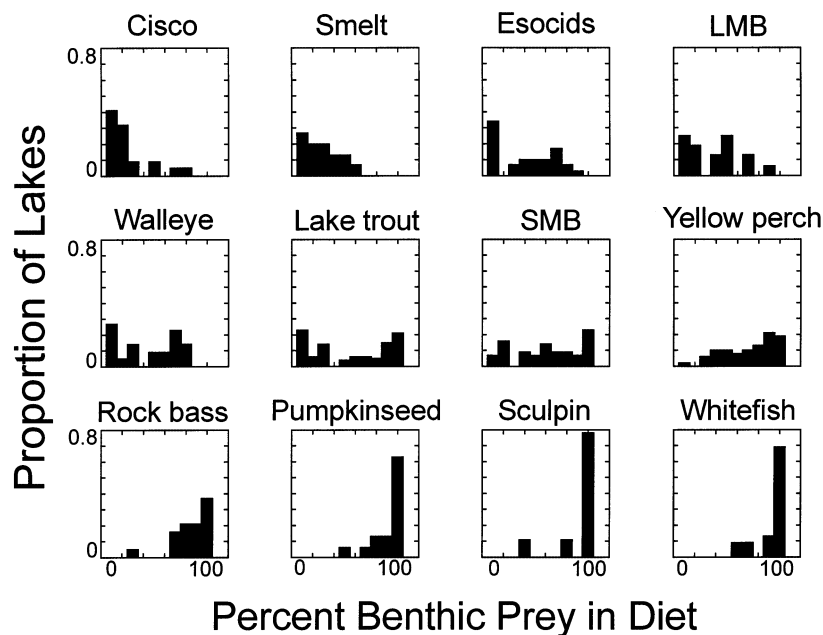 Cisco Smelt Esocids LMB
0.8
0
Walleye Lake trout SMB Yellow perch
0.8
0
Rock bass Pumpkinseed Sculpin Whitefish
0.8
0
0 100 0 100 0 100 0 100
Proportion of Lakes
Percent Benthic Prey in Diet